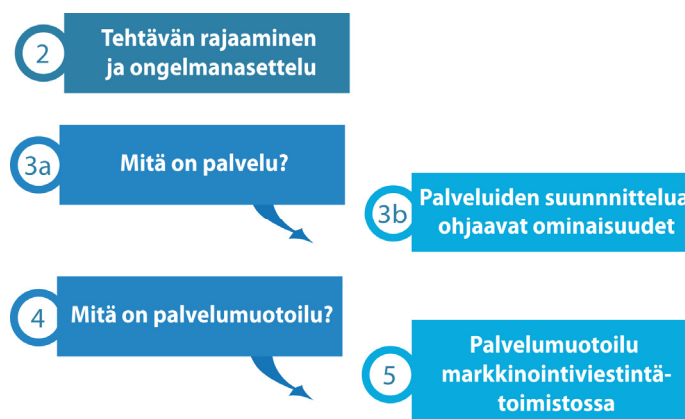 2
Tehtävän rajaaminen
ja ongelmanasettelu
3a
Mitä on palvelu?
3b
Palveluiden suunnnittelua
ohjaavat ominaisuudet
4
Mitä on palvelumuotoilu?
5
Palvelumuotoilu
markkinointiviestintä-
toimistossa